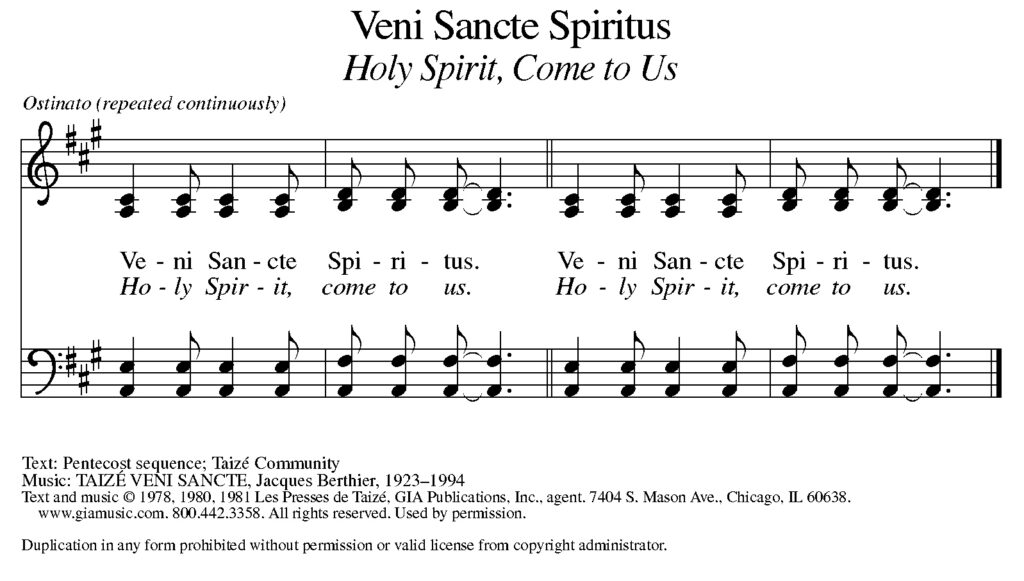 Veni Sancte Spiritus
Holy Spirit, Come to Us
Ostinato (repeated continuously)
Ve - ni San - cte Spi - ri - tus. Ve - ni San - cte Spi - ri - tus.
Ho - ly Spir - it, come to us. Ho - ly Spir - it, come to us.
Text: Pentecost sequence; Taizé Community
Music: TAIZÉ VENI SANCTE, Jacques Berthier, 1923–1994
Text and music © 1978, 1980, 1981 Les Presses de Taizé, GIA Publications, Inc., agent. 7404 S. Mason Ave., Chicago, IL 60638.
www.giamusic.com. 800.442.3358. All rights reserved. Used by permission.
Duplication in any form prohibited without permission or valid license from copyright administrator.